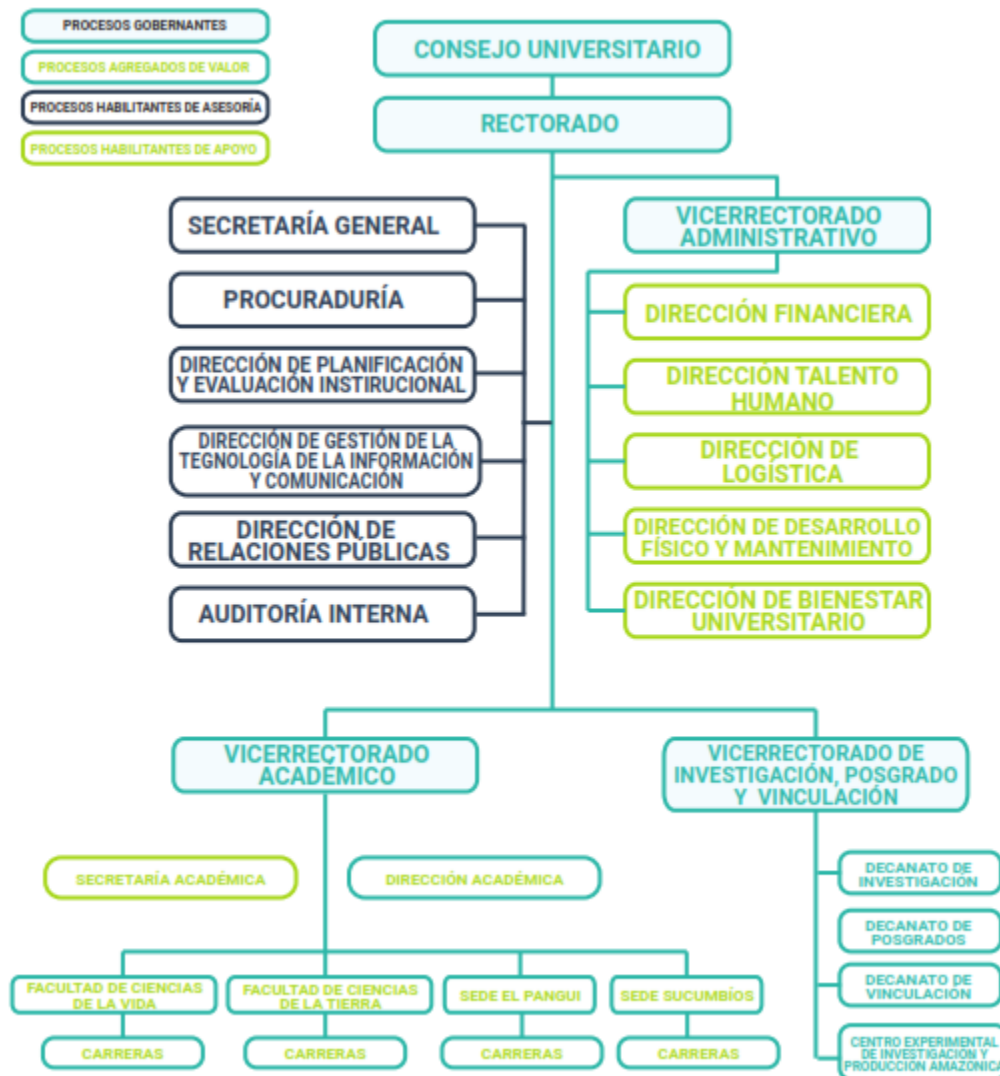 PROCESOS GOBERNANTES
PROCESOS AGREGADOS DE VALOR
PROCESOS HABILITANTES DE ASESORÍA
PROCESOS HABILITANTES DE APOYO
CONSEJO UNIVERSITARIO
RECTORADO
SECRETARÍA GENERAL
PROCURADURÍA
DIRECCIÓN DE PLANIFICACIÓN
Y EVALUACIÓN INSTIRUCIONAL
DIRECCIÓN DE GESTIÓN DE LA
TEGNOLOGÍA DE LA INFORMACIÓN
Y COMUNICACIÓN
DIRECCIÓN DE
RELACIONES PÚBLICAS
AUDITORÍA INTERNA
VICERRECTORADO
ADMINISTRATIVO
DIRECCIÓN FINANCIERA
DIRECCIÓN TALENTO
HUMANO
DIRECCIÓN DE
LOGÍSTICA
DIRECCIÓN DE DESARROLLO
FÍSICO Y MANTENIMIENTO
DIRECCIÓN DE BIENESTAR
UNIVERSITARIO
VICERRECTORADO
ACADÉMICO
SECRETARÍA ACADÉMICA
DIRECCIÓN ACADÉMICA
FACULTAD DE CIENCIAS
DE LA VIDA
CARRERAS
FACULTAD DE CIENCIAS
DE LA TIERRA
CARRERAS
SEDE EL PANGUI
CARRERAS
SEDE SUCUMBÍOS
CARRERAS
VICERRECTORADO DE
INVESTIGACIÓN, POSGRADO
Y VINCULACIÓN
DECANATO DE
INVESTIGACIÓN
DECANATO DE
POSGRADOS
DECANATO DE
VINCULACIÓN
CENTRO EXPERIMENTAL
DE INVESTIGACIÓN Y
PRODUCCIÓN AMAZÓNICA